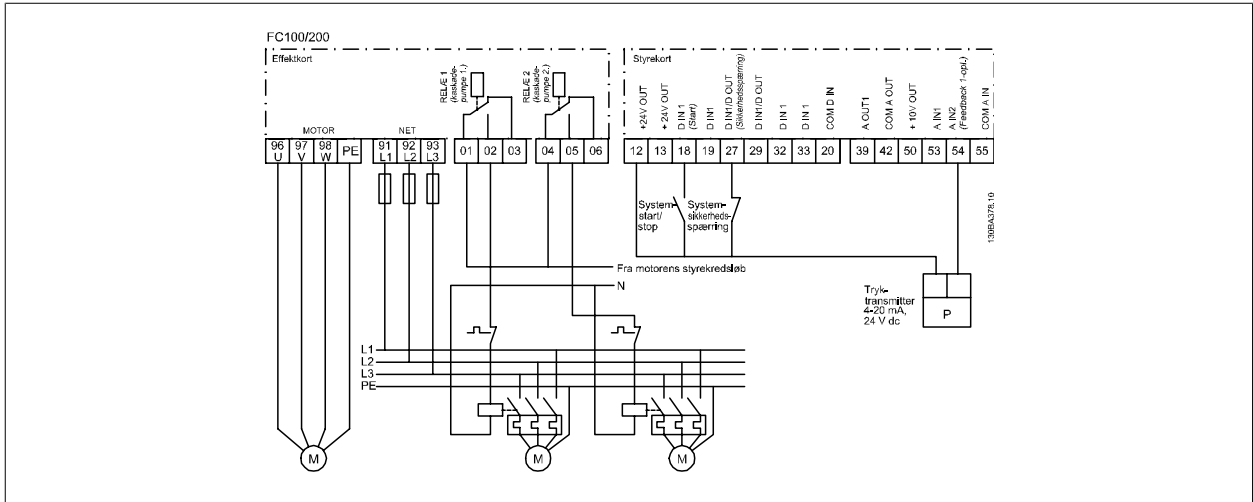 FC100/200
Effektkort
RELÆ 1
(kaskade-
pumpe 1.)
RELÆ 2
(kaskade-
pumpe 2.)
MOTOR
NET
96
U
97
V
98
W
PE
91
L1
92
L2
93
L3
01
02
03
04
05
06
Styrekort
+24V OUT
+ 24V OUT
D IN 1
(Start)
D IN1
D IN1/D OUT
(Sikkerhedsspærring)
D IN1/D OUT
D IN 1
D IN 1
COM D IN
A OUT1
COM A OUT
+ 10V OUT
A IN1
A IN2
(Feedback 1-opl.)
COM A IN
12
13
18
19
27
29
32
33
20
39
42
50
53
54
55
System-
start/
stop
System-
sikkerheds-
spærring
130BA378.10
Fra motorens styrekredsløb
N
Tryk-
transmitter
4-20 mA,
24 V dc
P
L1
L2
L3
PE
M
M
M